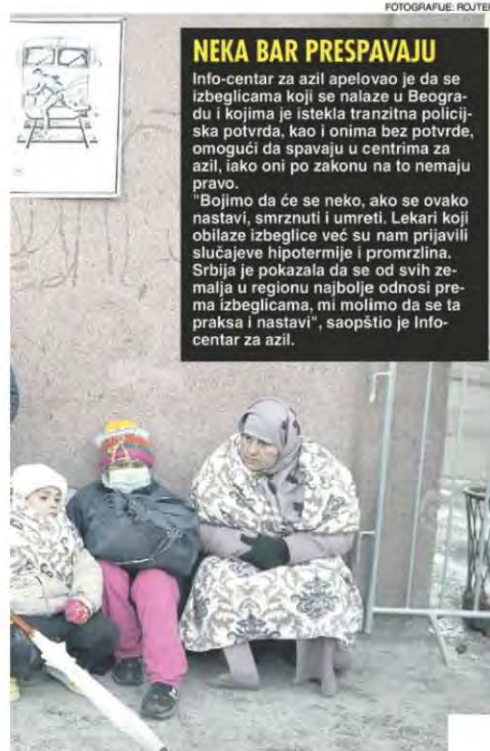 FOTOGRAFIJE: ROJTER
NEKA BAR PRESPAVAJU
Info-centar za azil apelovao je da se
izbeglicama koji se nalaze u Beogra-
du i kojima je istekla tranzitna policij-
ska potvrda, kao i onima bez potvrde,
omogući da spavaju u centrima za
azil, iako oni po zakonu na to nemaju
pravo.
"Bojimo da će se neko, ako se ovako
nastavi, smrznuti i umreti. Lekari koji
obilaze izbeglice već su nam prijavili
slučajeve hipotermije i promrzlina.
Srbija je pokazala da se od svih ze-
malja u regionu najbolje odnosi pre-
ma izbeglicama, mi molimo da se ta
praksa i nastavi", saopštio je Info-
centar za azil.